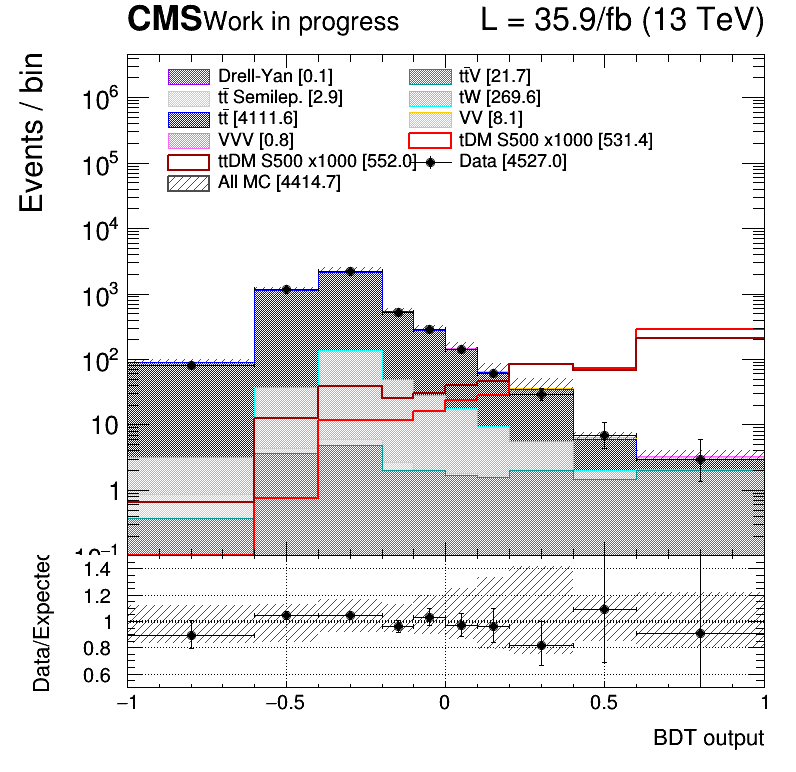 CMS Work in progress L = 35.9/fb (13 TeV)
Events / bin
Drell-Yan [0.1] tt̄V [21.7]
tt̄ Semilep. [2.9] tW [269.6]
tt̄ [4111.6] VV [8.1]
VVV [0.8] tDM S500 x1000 [531.4]
ttDM S500 x1000 [552.0] Data [4527.0]
All MC [4414.7]
10⁶
10⁵
10⁴
10³
10²
10
1
10⁻¹
Data/Expected
1.4
1.2
1
0.8
0.6
−1 −0.5 0 0.5 1
BDT output